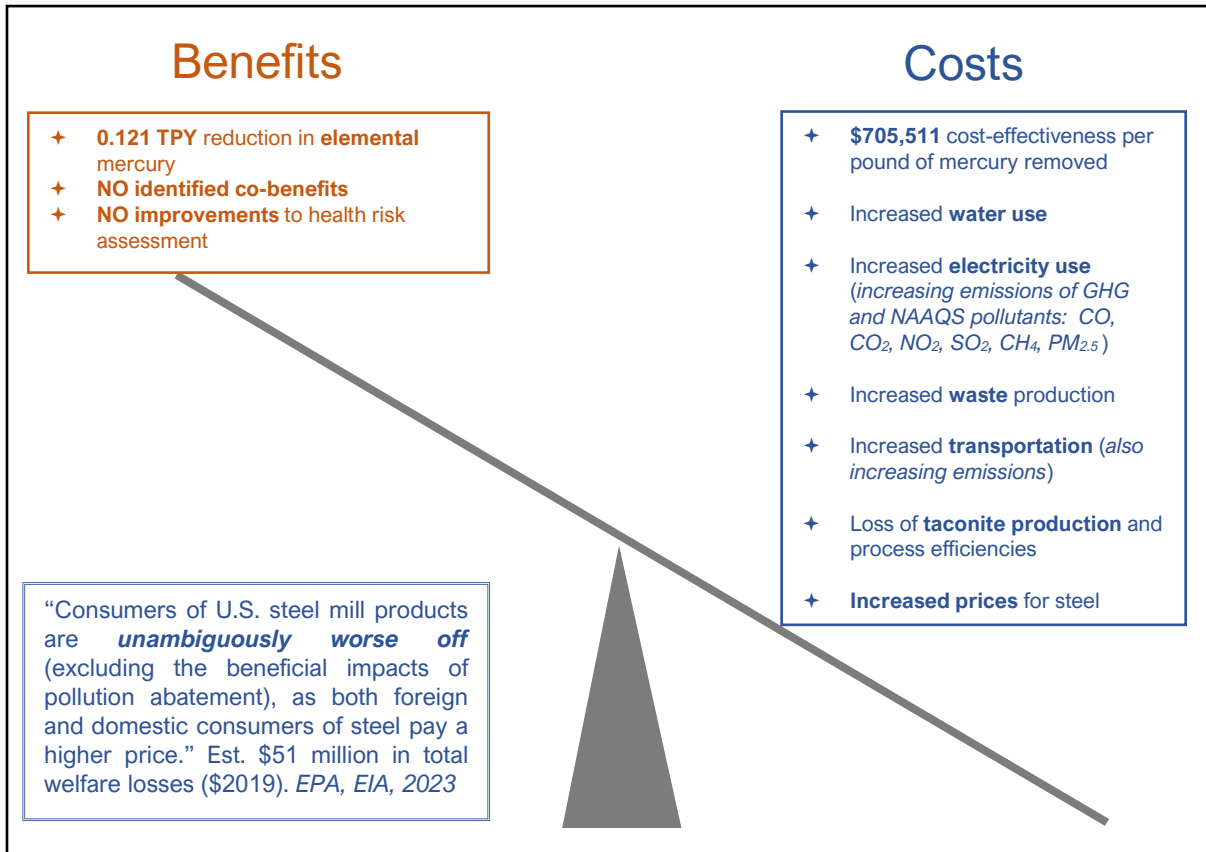 Benefits
✦ 0.121 TPY reduction in elemental
mercury
✦ NO identified co-benefits
✦ NO improvements to health risk
assessment
Costs
✦ $705,511 cost-effectiveness per
pound of mercury removed
✦ Increased water use
✦ Increased electricity use
(increasing emissions of GHG
and NAAQS pollutants: CO,
CO₂, NO₂, SO₂, CH₄, PM₂.₅ )
✦ Increased waste production
✦ Increased transportation (also
increasing emissions)
✦ Loss of taconite production and
process efficiencies
✦ Increased prices for steel
“Consumers of U.S. steel mill products
are unambiguously worse off
(excluding the beneficial impacts of
pollution abatement), as both foreign
and domestic consumers of steel pay a
higher price.” Est. $51 million in total
welfare losses ($2019). EPA, EIA, 2023